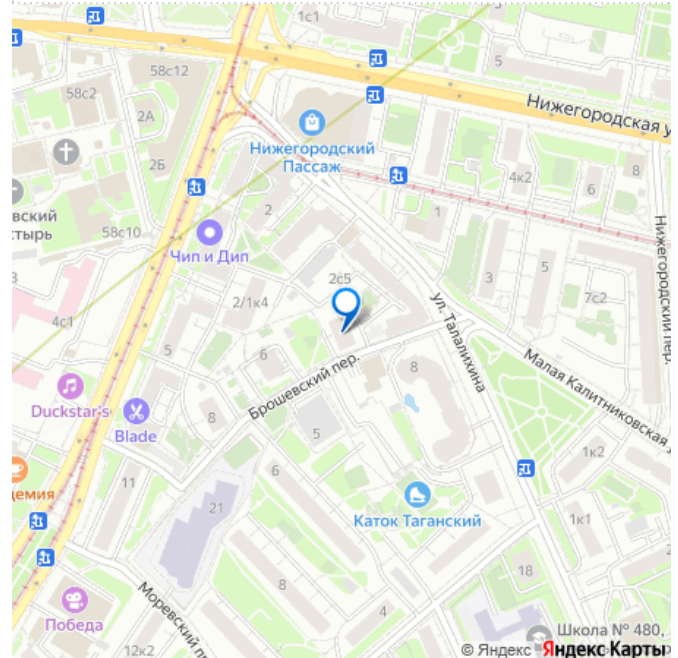 1с1
58с12
58с2
2А
5
Нижегородская у
Нижегородский
Пассаж
2Б
4к2
6
8
вский
стырь
58с10
2
1
Чип и Дип
2с5
3
5
7с2
Нижегородский пер.
3
4с1
2/1к4
ул. Талалихина
5
6
Брошевский пер.
8
Малая Калитниковская у
Duckstar's
Blade
8
5
1к2
11
6
демия
21
Каток Таганский
1к1
Моревский пе
8
18
Победа
4
12к2
Школа № 480,
© Яндекс Яндекс Карты